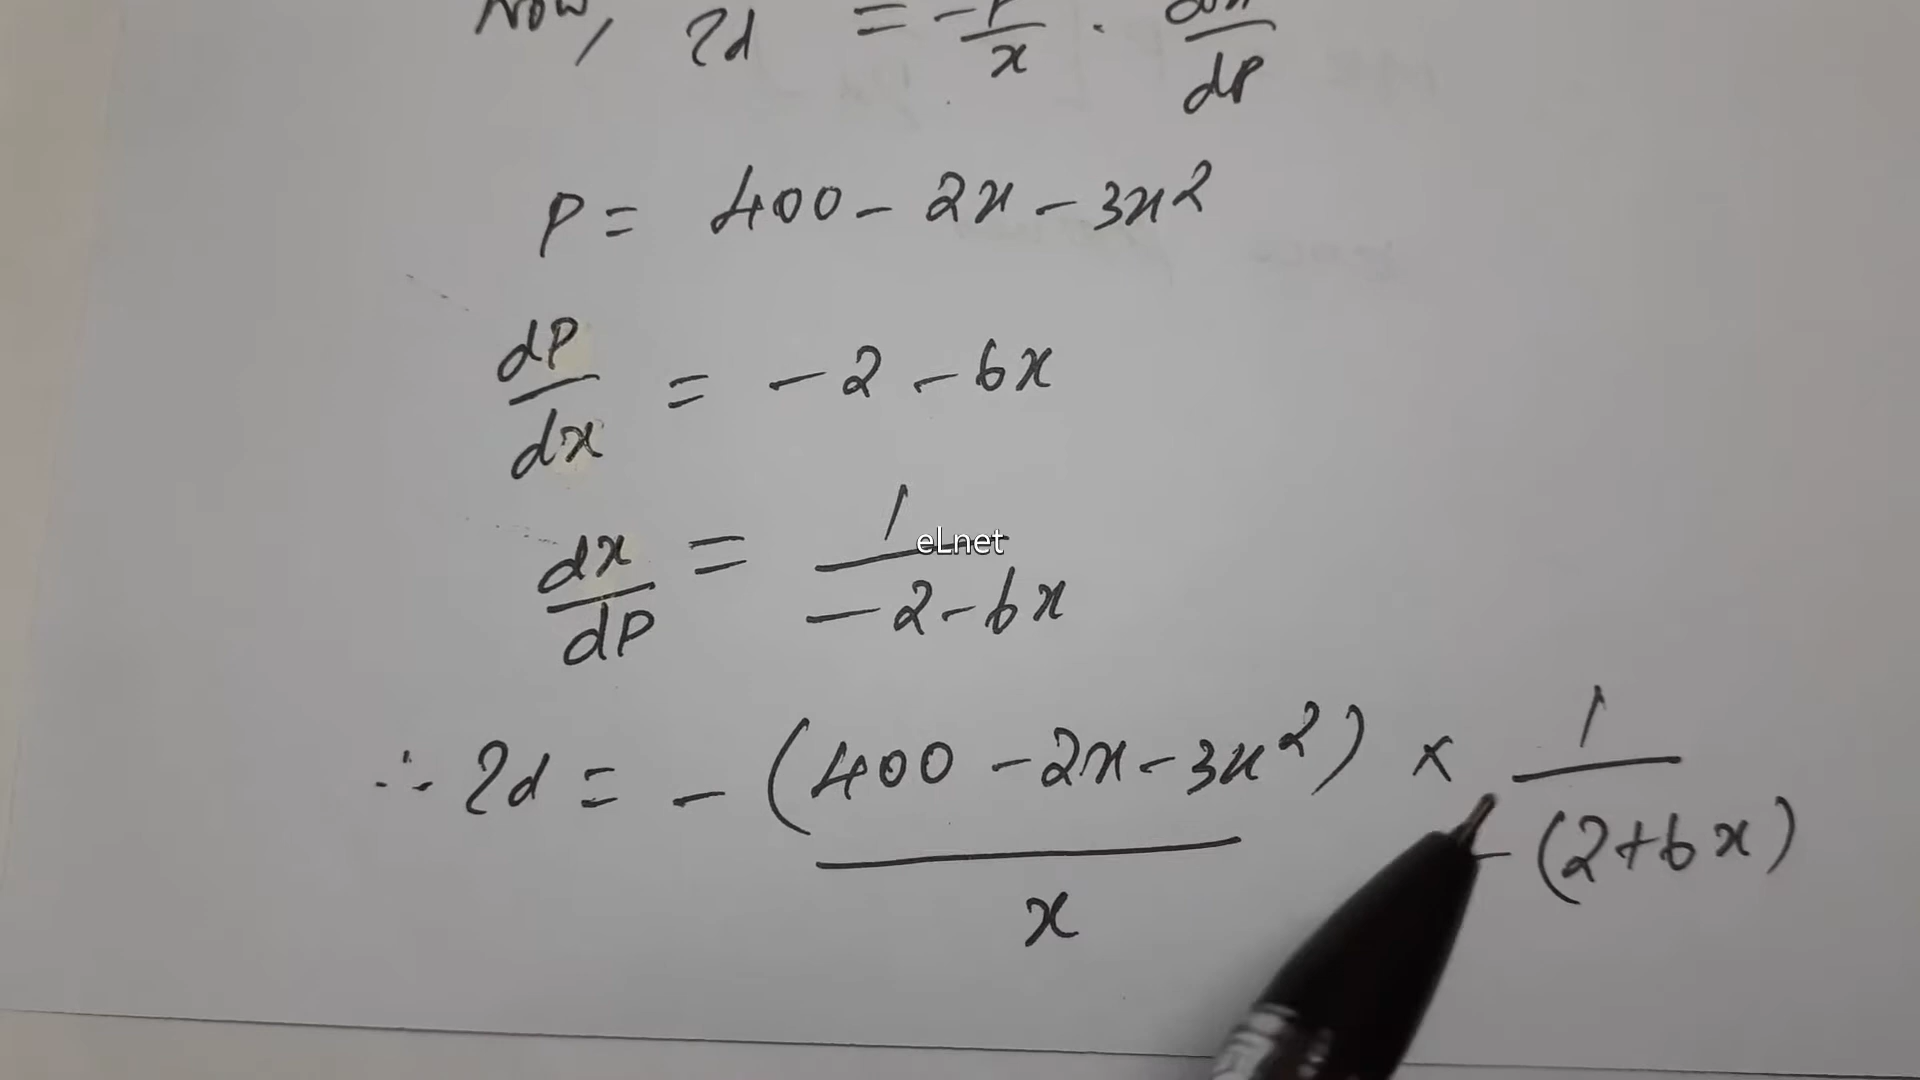 Now, ηd = -P/x . dx/dP
P = 400 - 2x - 3x²
dP/dx = -2 - 6x
dx/dP = 1/(-2 - 6x)
eLnet
∴ ηd = -(400 - 2x - 3x²)/x × 1/-(2+6x)